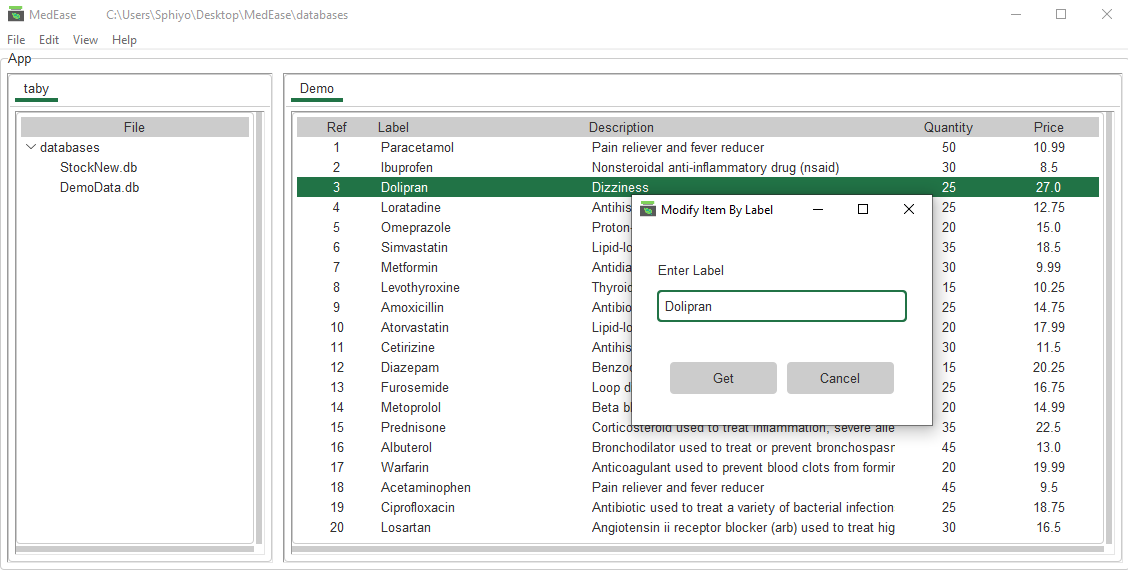 MedEase C:\Users\Sphiyo\Desktop\MedEase\databases
File Edit View Help
App
taby
File
databases
StockNew.db
DemoData.db
Demo
Ref Label Description Quantity Price
1 Paracetamol Pain reliever and fever reducer 50 10.99
2 Ibuprofen Nonsteroidal anti-inflammatory drug (nsaid) 30 8.5
3 Dolipran Dizziness 25 27.0
4 Loratadine Antihis 25 12.75
5 Omeprazole Proton- 20 15.0
6 Simvastatin Lipid-lo 35 18.5
7 Metformin Antidia 30 9.99
8 Levothyroxine Thyroid 15 10.25
9 Amoxicillin Antibio 25 14.75
10 Atorvastatin Lipid-lo 20 17.99
11 Cetirizine Antihis 30 11.5
12 Diazepam Benzod 15 20.25
13 Furosemide Loop d 25 16.75
14 Metoprolol Beta bl 20 14.99
15 Prednisone Corticosteroid used to treat inflammation, severe alle 35 22.5
16 Albuterol Bronchodilator used to treat or prevent bronchospasm 45 13.0
17 Warfarin Anticoagulant used to prevent blood clots from formin 20 19.99
18 Acetaminophen Pain reliever and fever reducer 45 9.5
19 Ciprofloxacin Antibiotic used to treat a variety of bacterial infection 25 18.75
20 Losartan Angiotensin ii receptor blocker (arb) used to treat hig 30 16.5
Modify Item By Label
Enter Label
Dolipran
Get Cancel